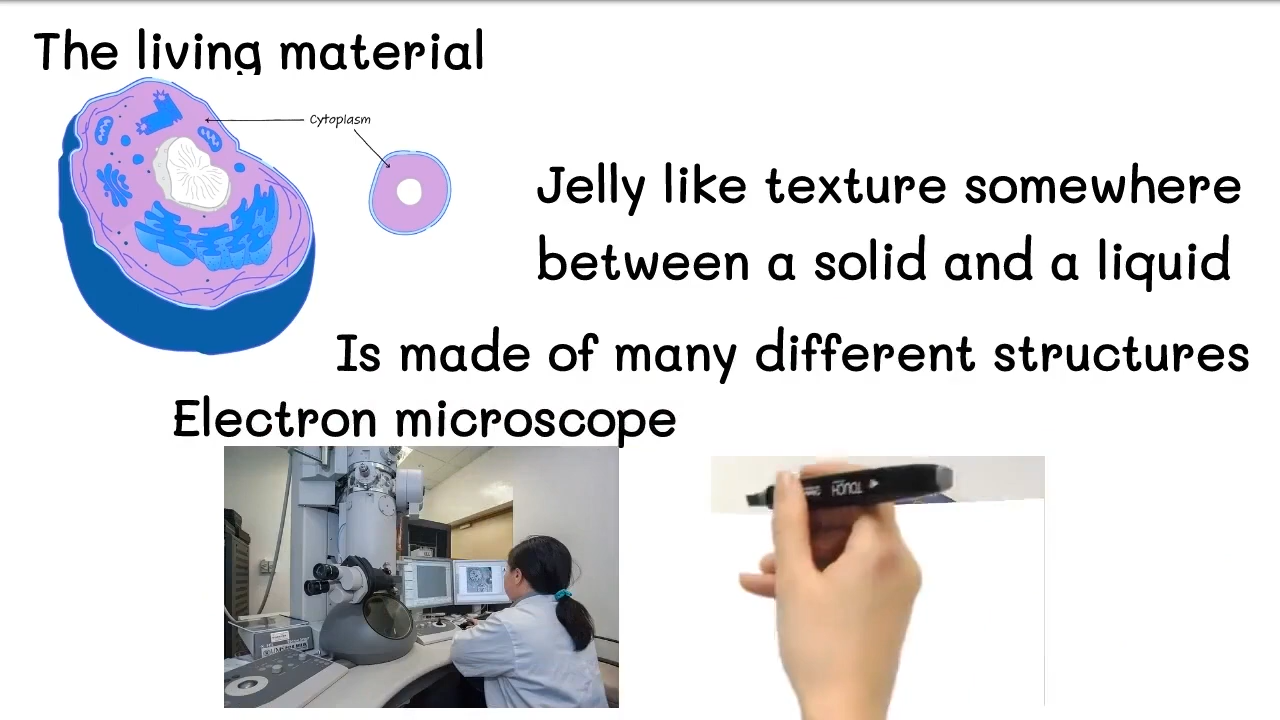 The living material
Cytoplasm
Jelly like texture somewhere
between a solid and a liquid
Is made of many different structures
Electron microscope
TOUCH